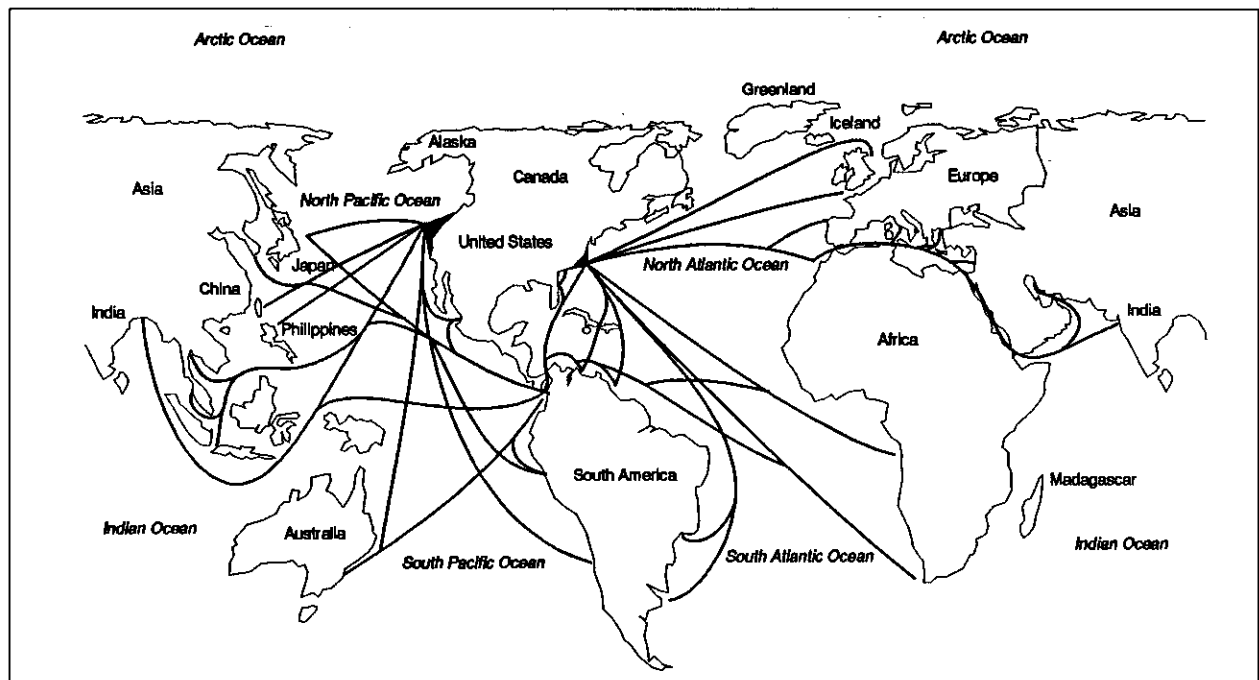 Arctic Ocean
Arctic Ocean
Greenland
Iceland
Alaska
Canada
Europe
Asia
Asia
North Pacific Ocean
United States
Japan
North Atlantic Ocean
China
India
Philippines
India
Africa
South America
Madagascar
Indian Ocean
Australia
South Pacific Ocean
South Atlantic Ocean
Indian Ocean